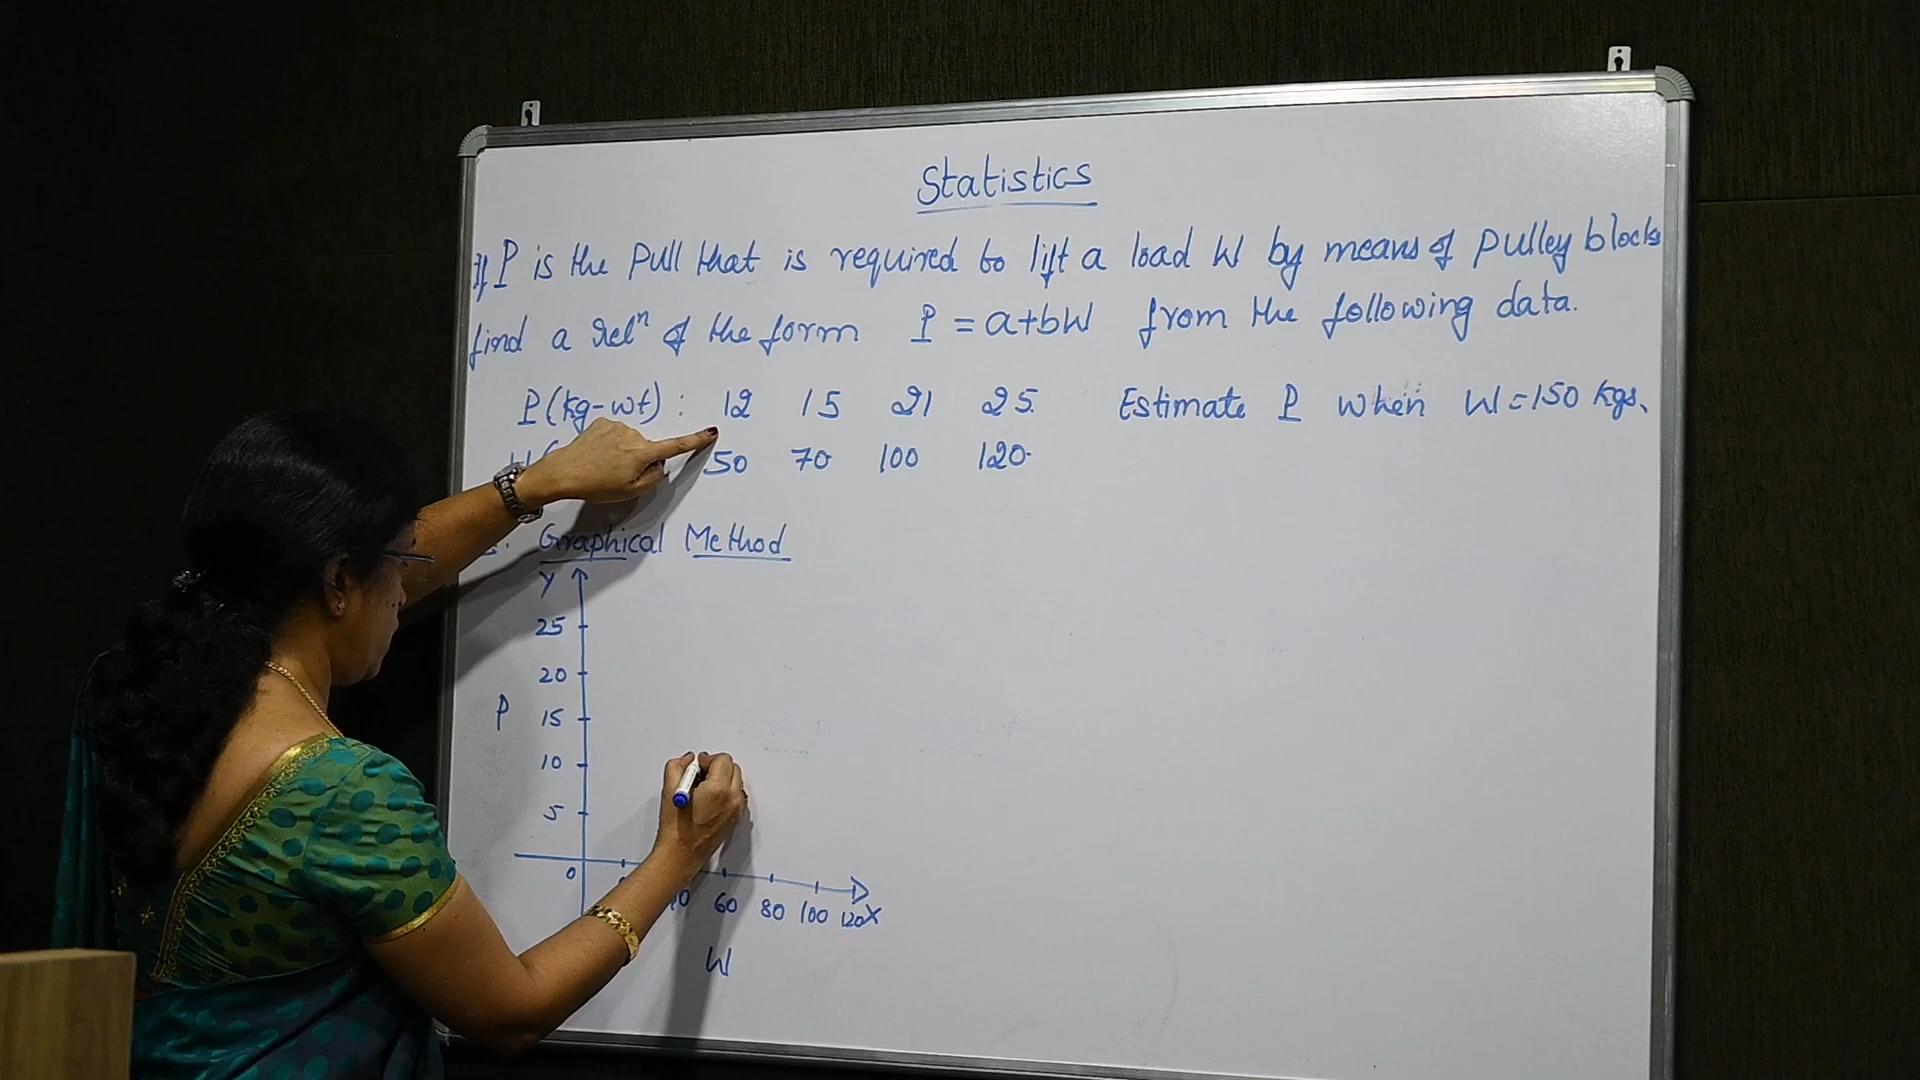 Statistics
If P is the Pull that is required to lift a load W by means of pulley blocks
find a relⁿ of the form P = a+bW from the following data.
P(kg-wt): 12 15 21 25. Estimate P when W=150 kgs.
50 70 100 120.
Graphical Method
Y
25
20
P 15
10
5
0 60 80 100 120 X
W